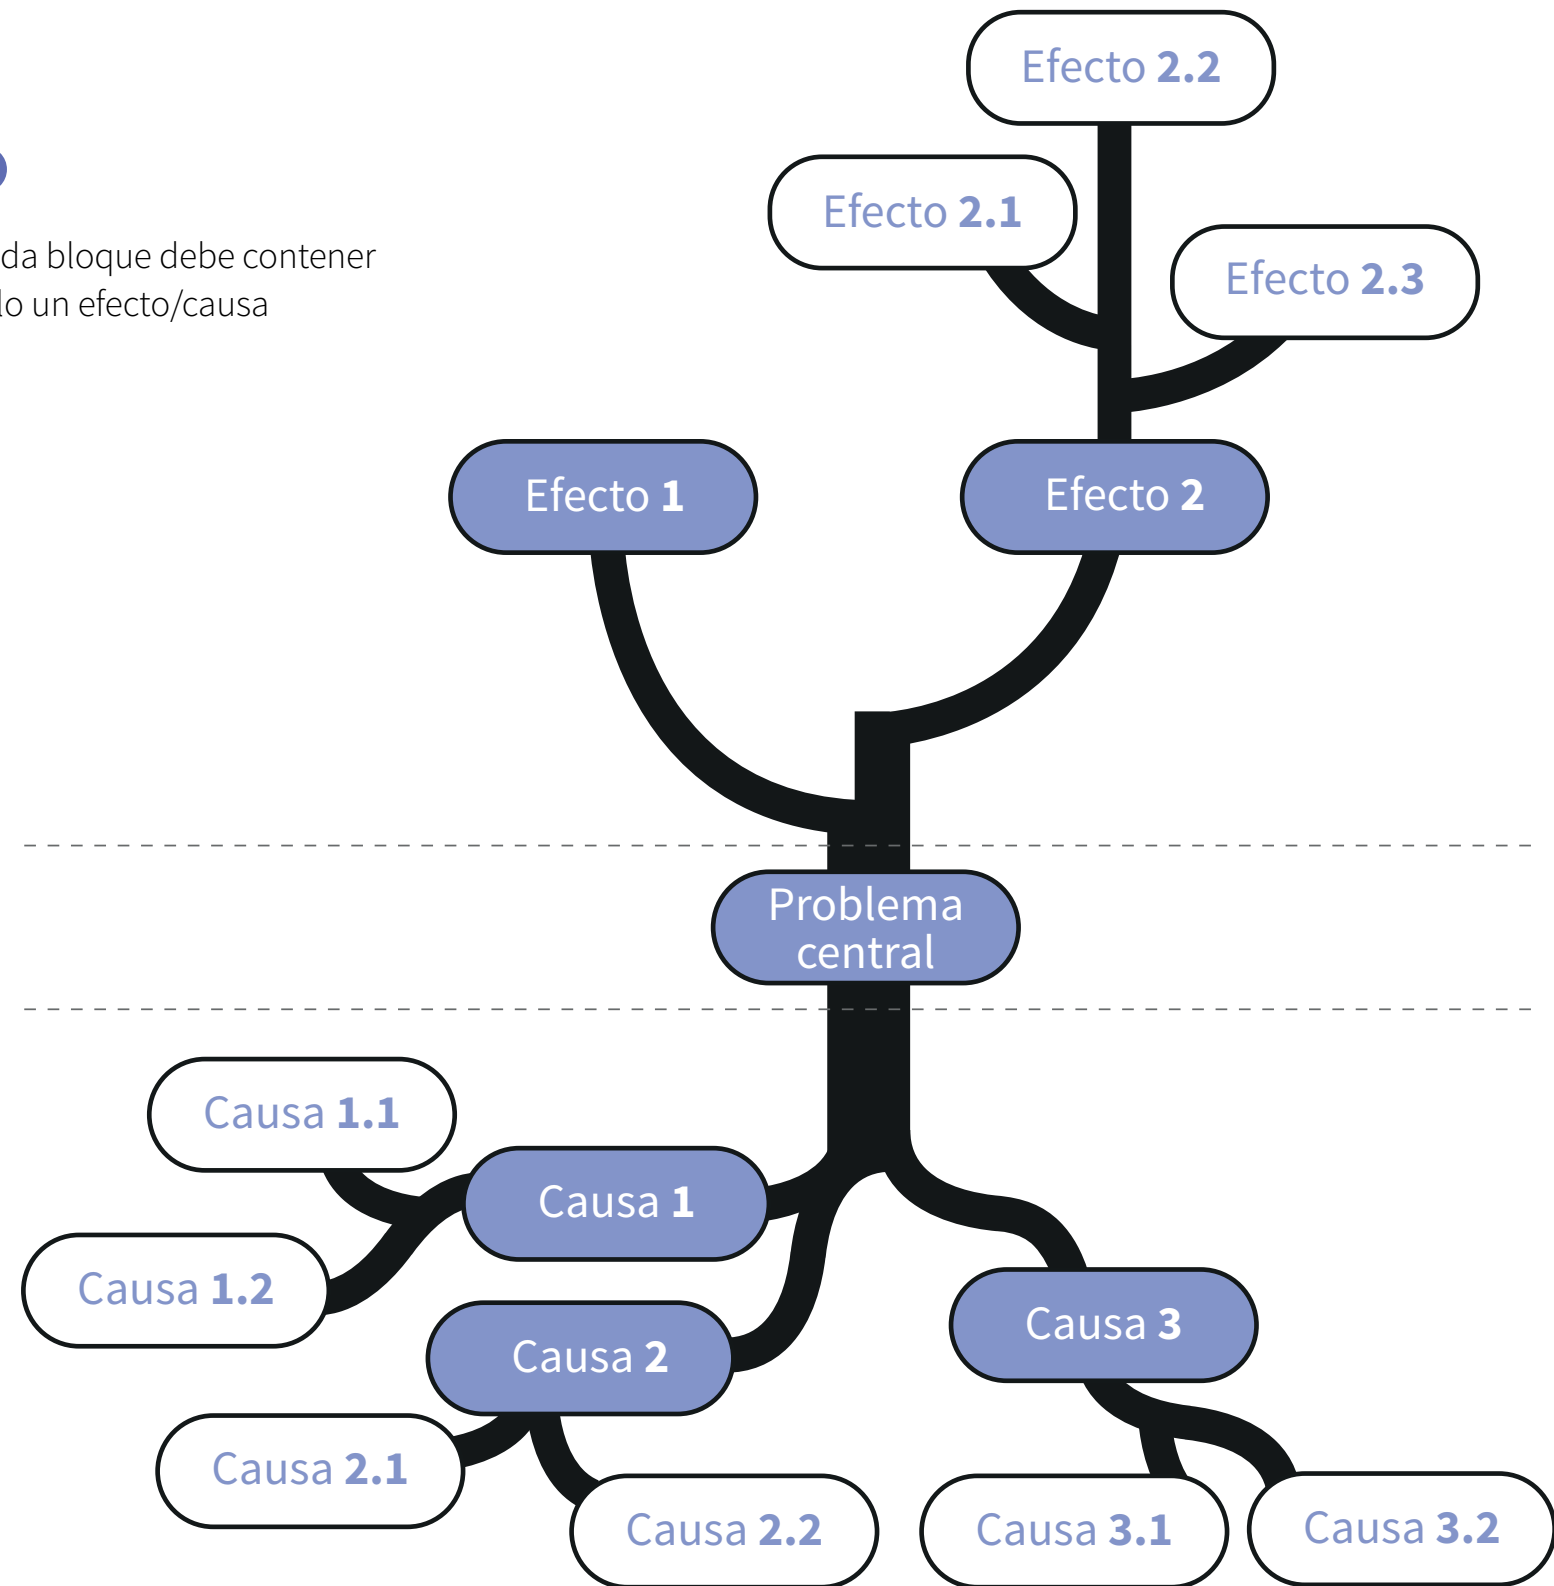 Efecto 2.2
Efecto 2.1
da bloque debe contener
Efecto 2.3
lo un efecto/causa
Efecto 1
Efecto 2
Problema
central
Causa 1.1
Causa 1
Causa 1.2
Causa 3
Causa 2
Causa 2.1
Causa 2.2
Causa 3.1
Causa 3.2